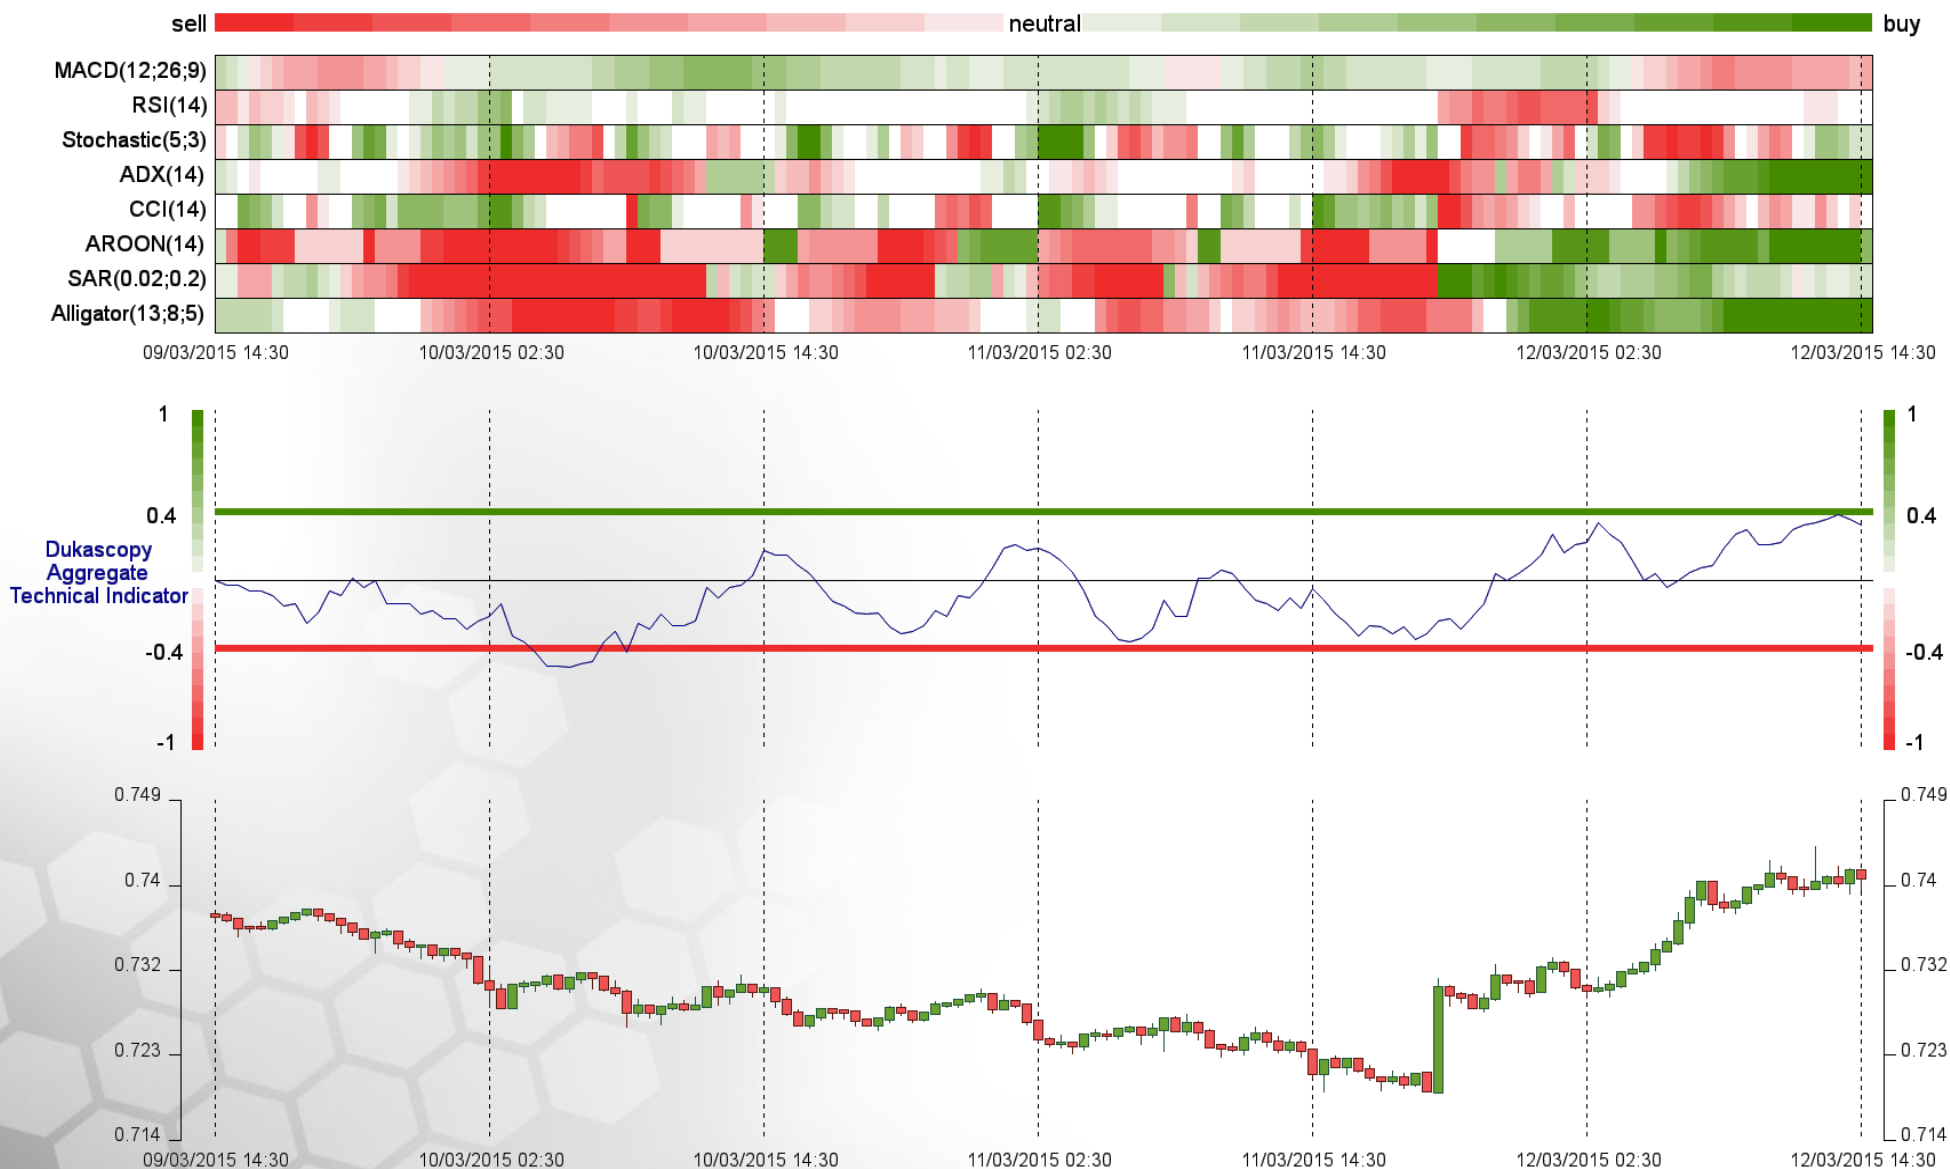 sell neutral buy
MACD(12;26;9)
RSI(14)
Stochastic(5;3)
ADX(14)
CCI(14)
AROON(14)
SAR(0.02;0.2)
Alligator(13;8;5)
09/03/2015 14:30 10/03/2015 02:30 10/03/2015 14:30 11/03/2015 02:30 11/03/2015 14:30 12/03/2015 02:30 12/03/2015 14:30
1 1
0.4 0.4
Dukascopy
Aggregate
Technical Indicator
-0.4 -0.4
-1 -1
0.749 0.749
0.74 0.74
0.732 0.732
0.723 0.723
0.714 0.714
09/03/2015 14:30 10/03/2015 02:30 10/03/2015 14:30 11/03/2015 02:30 11/03/2015 14:30 12/03/2015 02:30 12/03/2015 14:30